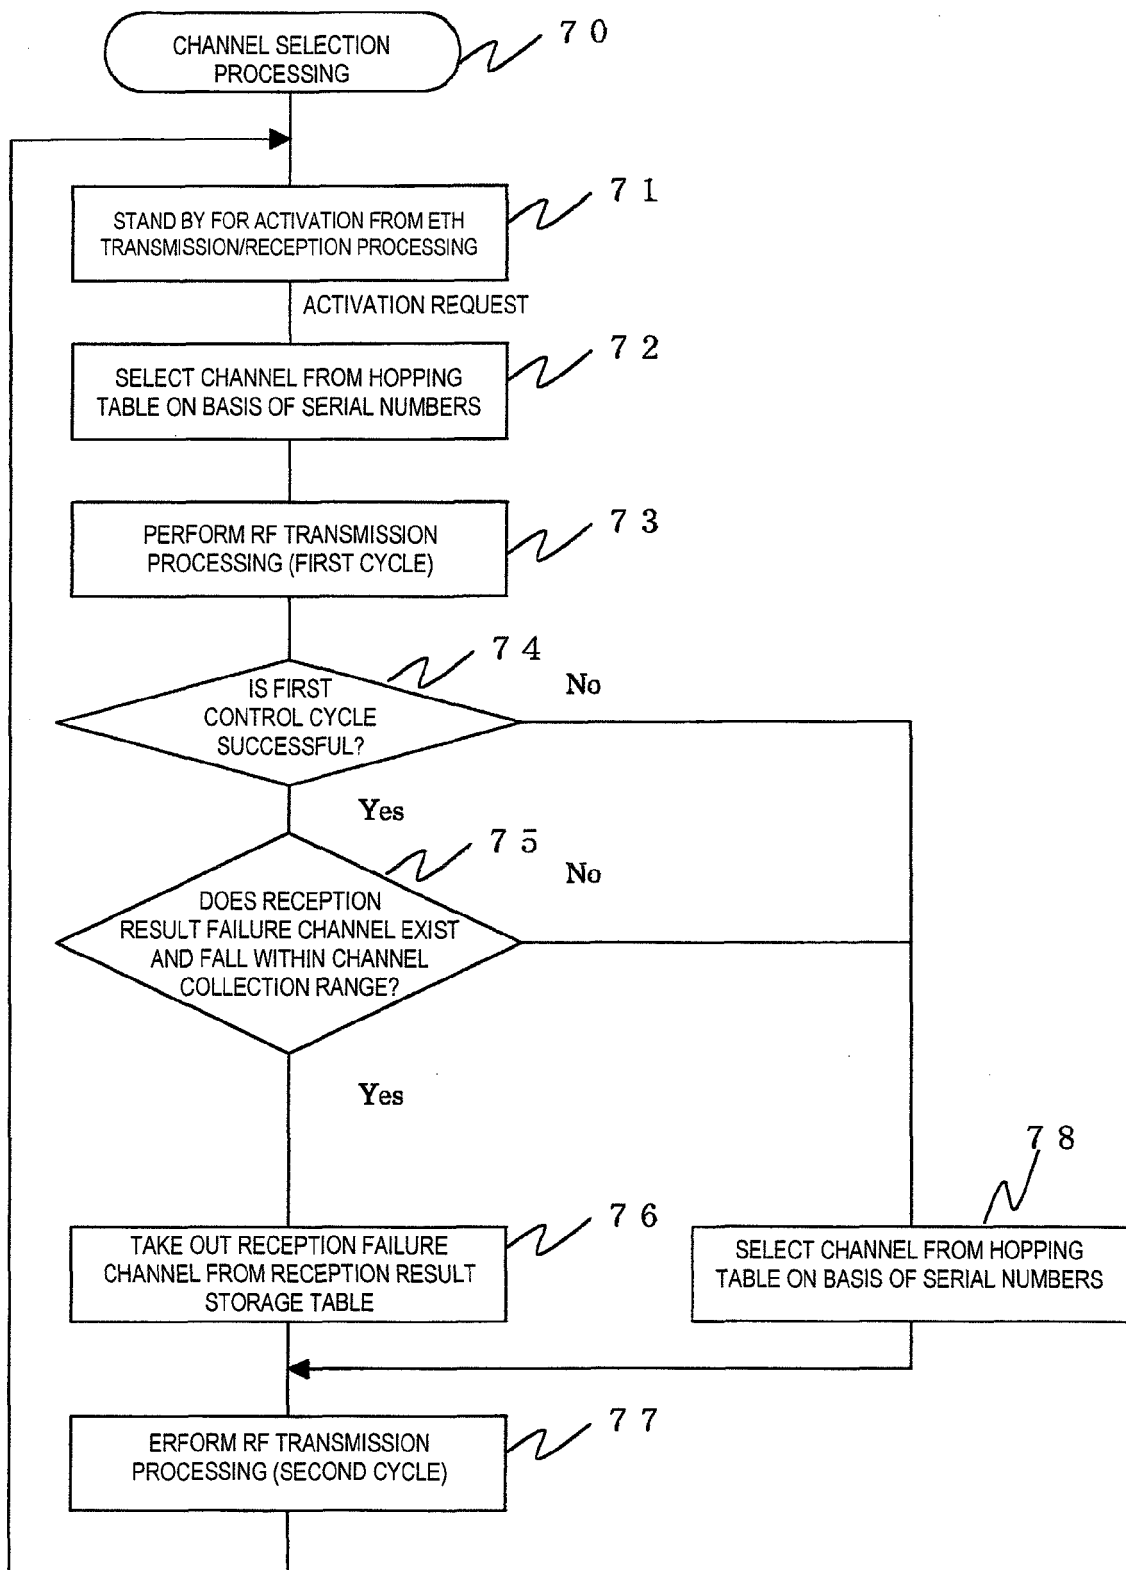 CHANNEL SELECTION
PROCESSING
7 0
STAND BY FOR ACTIVATION FROM ETH
TRANSMISSION/RECEPTION PROCESSING
7 1
ACTIVATION REQUEST
SELECT CHANNEL FROM HOPPING
TABLE ON BASIS OF SERIAL NUMBERS
7 2
PERFORM RF TRANSMISSION
PROCESSING (FIRST CYCLE)
7 3
IS FIRST
CONTROL CYCLE
SUCCESSFUL?
7 4
No
Yes
DOES RECEPTION
RESULT FAILURE CHANNEL EXIST
AND FALL WITHIN CHANNEL
COLLECTION RANGE?
7 5
No
Yes
TAKE OUT RECEPTION FAILURE
CHANNEL FROM RECEPTION RESULT
STORAGE TABLE
7 6
SELECT CHANNEL FROM HOPPING
TABLE ON BASIS OF SERIAL NUMBERS
7 8
ERFORM RF TRANSMISSION
PROCESSING (SECOND CYCLE)
7 7